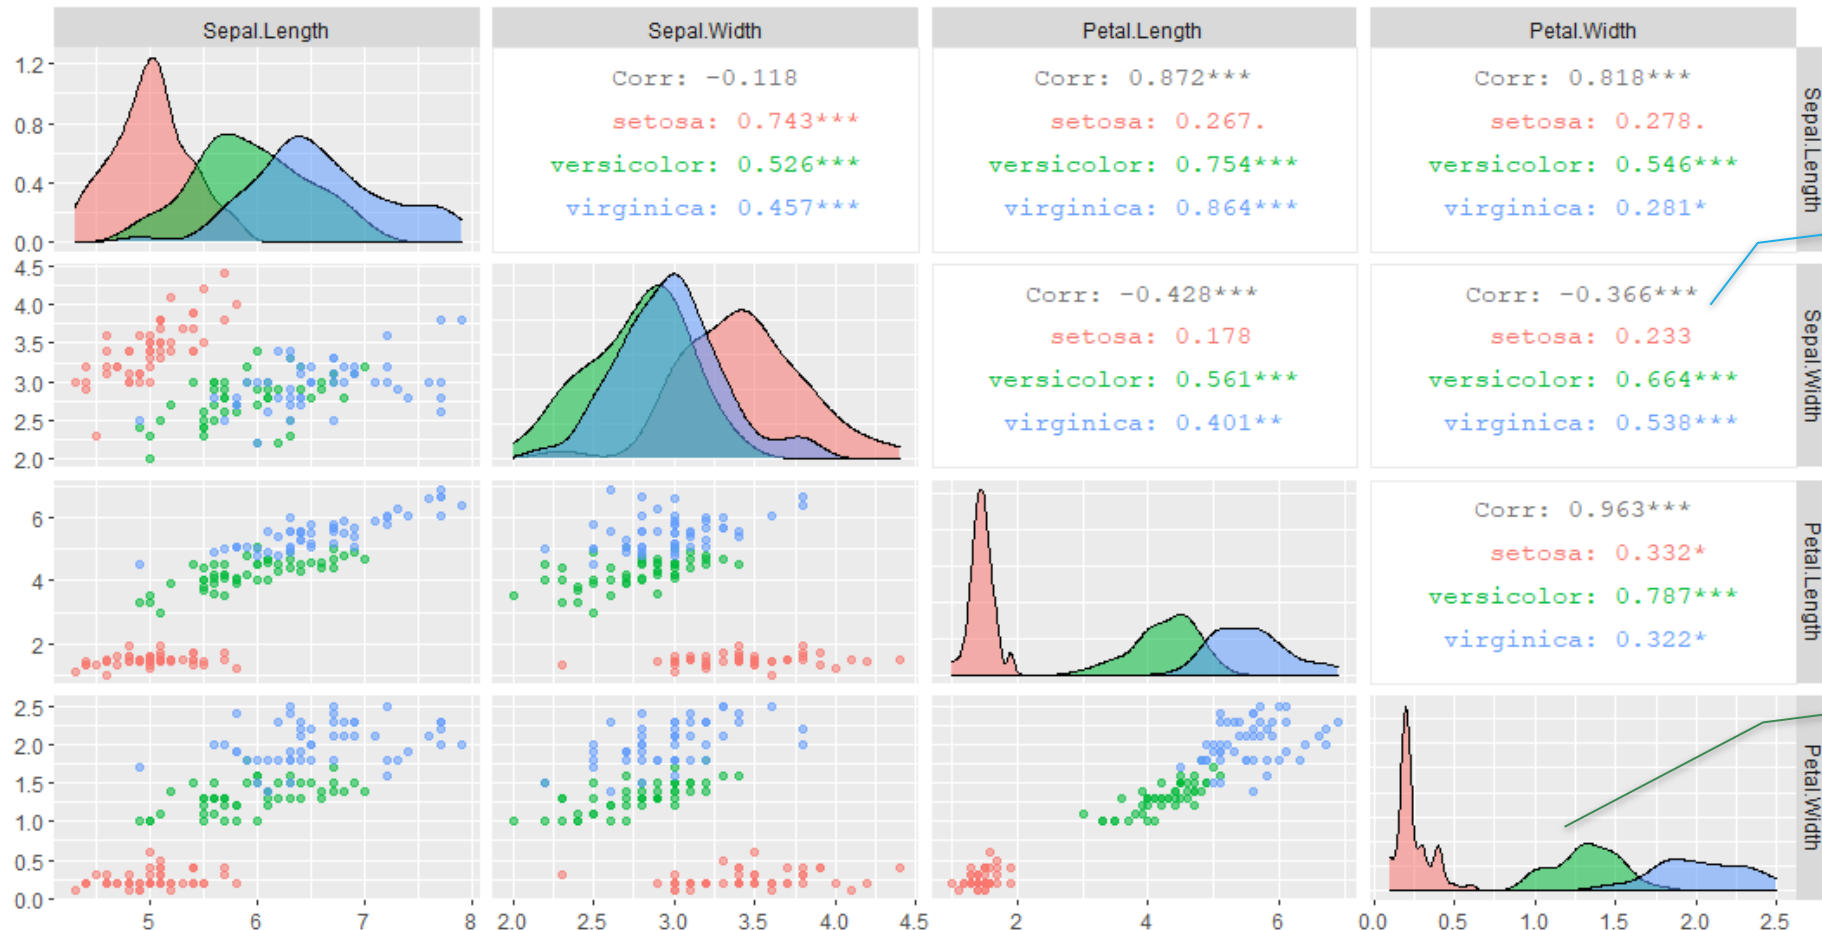 Sepal.Length
Sepal.Width
Petal.Length
Petal.Width
1.2
0.8
0.4
0.0
Corr: -0.118
setosa: 0.743***
versicolor: 0.526***
virginica: 0.457***
Corr: 0.872***
setosa: 0.267.
versicolor: 0.754***
virginica: 0.864***
Corr: 0.818***
setosa: 0.278.
versicolor: 0.546***
virginica: 0.281*
Sepal.Length
4.5
4.0
3.5
3.0
2.5
2.0
Corr: -0.428***
setosa: 0.178
versicolor: 0.561***
virginica: 0.401**
Corr: -0.366***
setosa: 0.233
versicolor: 0.664***
virginica: 0.538***
Sepal.Width
6
4
2
Corr: 0.963***
setosa: 0.332*
versicolor: 0.787***
virginica: 0.322*
Petal.Length
2.5
2.0
1.5
1.0
0.5
0.0
Petal.Width
5 6 7 8
2.0 2.5 3.0 3.5 4.0 4.5
2 4 6
0.0 0.5 1.0 1.5 2.0 2.5